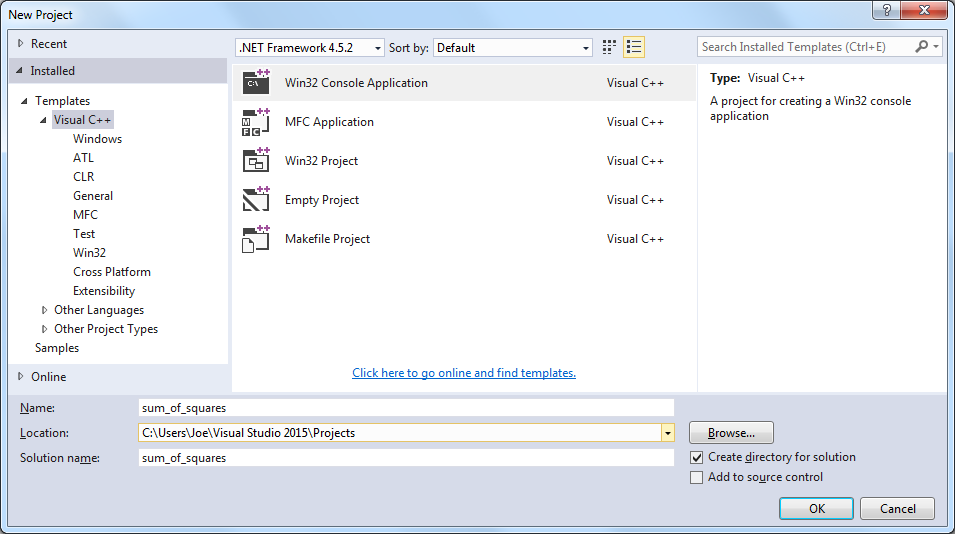 New Project
Recent
.NET Framework 4.5.2 Sort by: Default Search Installed Templates (Ctrl+E)
Installed
Templates
Visual C++
Windows
ATL
CLR
General
MFC
Test
Win32
Cross Platform
Extensibility
Other Languages
Other Project Types
Samples
Online
C:\ Win32 Console Application Visual C++
MFC MFC Application Visual C++
Win32 Project Visual C++
Empty Project Visual C++
Makefile Project Visual C++
Click here to go online and find templates.
Type: Visual C++
A project for creating a Win32 console
application
Name: sum_of_squares
Location: C:\Users\Joe\Visual Studio 2015\Projects Browse...
Solution name: sum_of_squares
Create directory for solution
Add to source control
OK Cancel